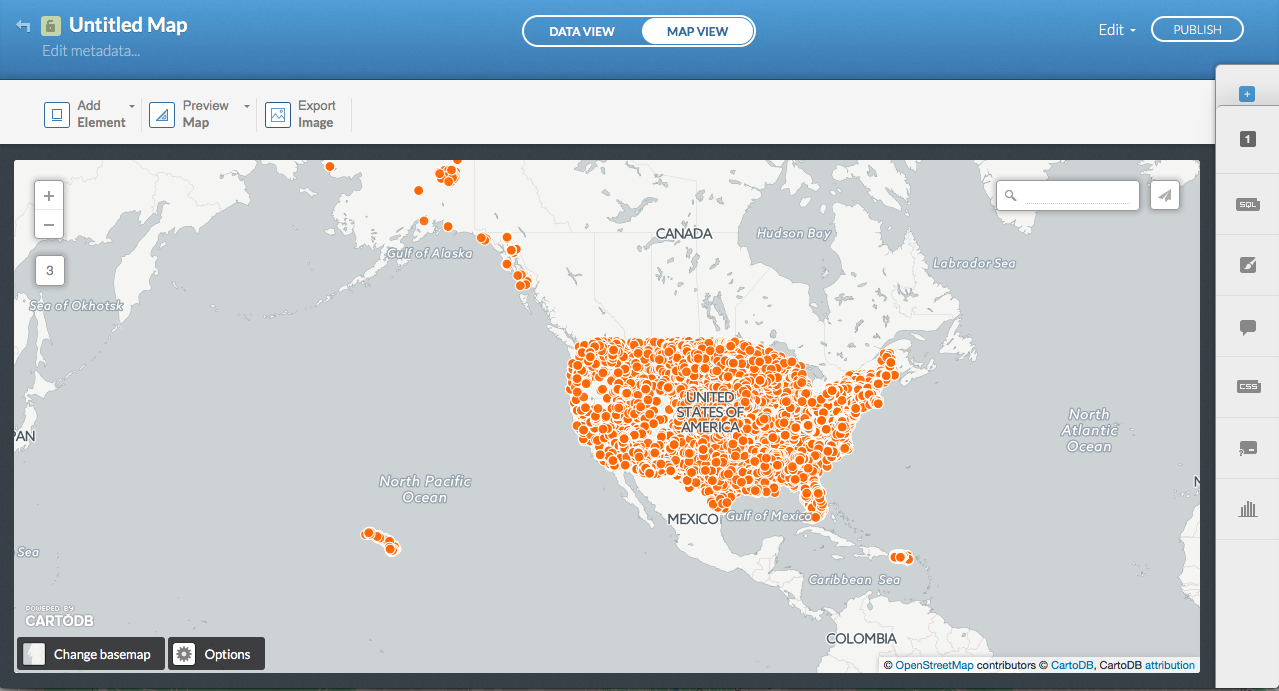 Untitled Map
Edit metadata...
DATA VIEW
MAP VIEW
Edit
PUBLISH
Add
Element
Preview
Map
Export
Image
+
1
SQL
CSS
?
+
−
3
CANADA
Hudson Bay
Gulf of Alaska
Labrador Sea
Sea of Okhotsk
UNITED
STATES OF
AMERICA
North
Atlantic
Ocean
PAN
North Pacific
Ocean
MEXICO
Gulf of Mexico
Sea
Caribbean Sea
COLOMBIA
POWERED BY
CARTODB
Change basemap
Options
© OpenStreetMap contributors © CartoDB, CartoDB attribution